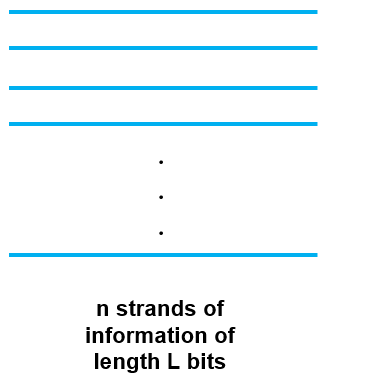 n strands of
information of
length L bits